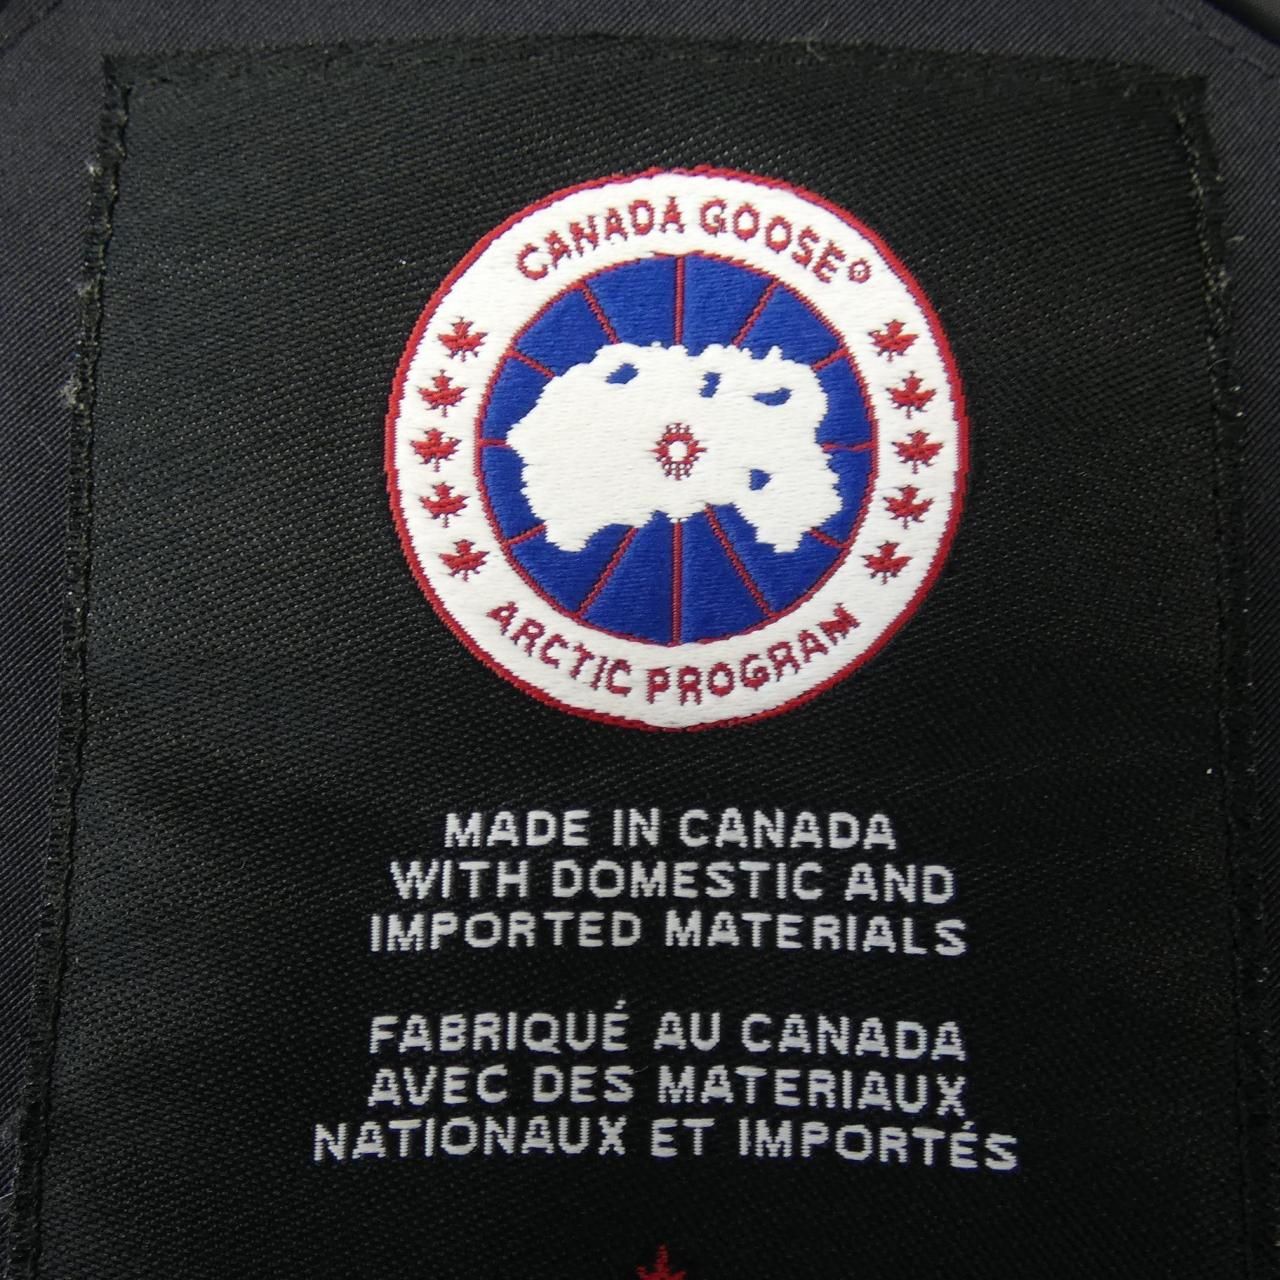 CANADA GOOSE®
ARCTIC PROGRAM
MADE IN CANADA
WITH DOMESTIC AND
IMPORTED MATERIALS
FABRIQUÉ AU CANADA
AVEC DES MATERIAUX
NATIONAUX ET IMPORTÉS